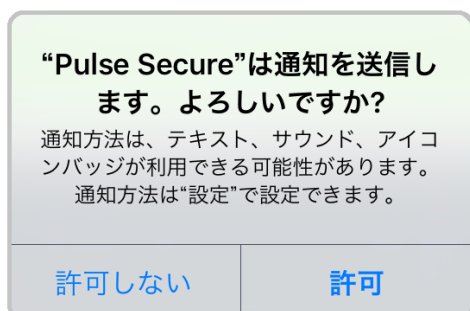 “Pulse Secure”は通知を送信し
ます。よろしいですか?
通知方法は、テキスト、サウンド、アイコ
ンバッジが利用できる可能性があります。
通知方法は“設定”で設定できます。
許可しない
許可